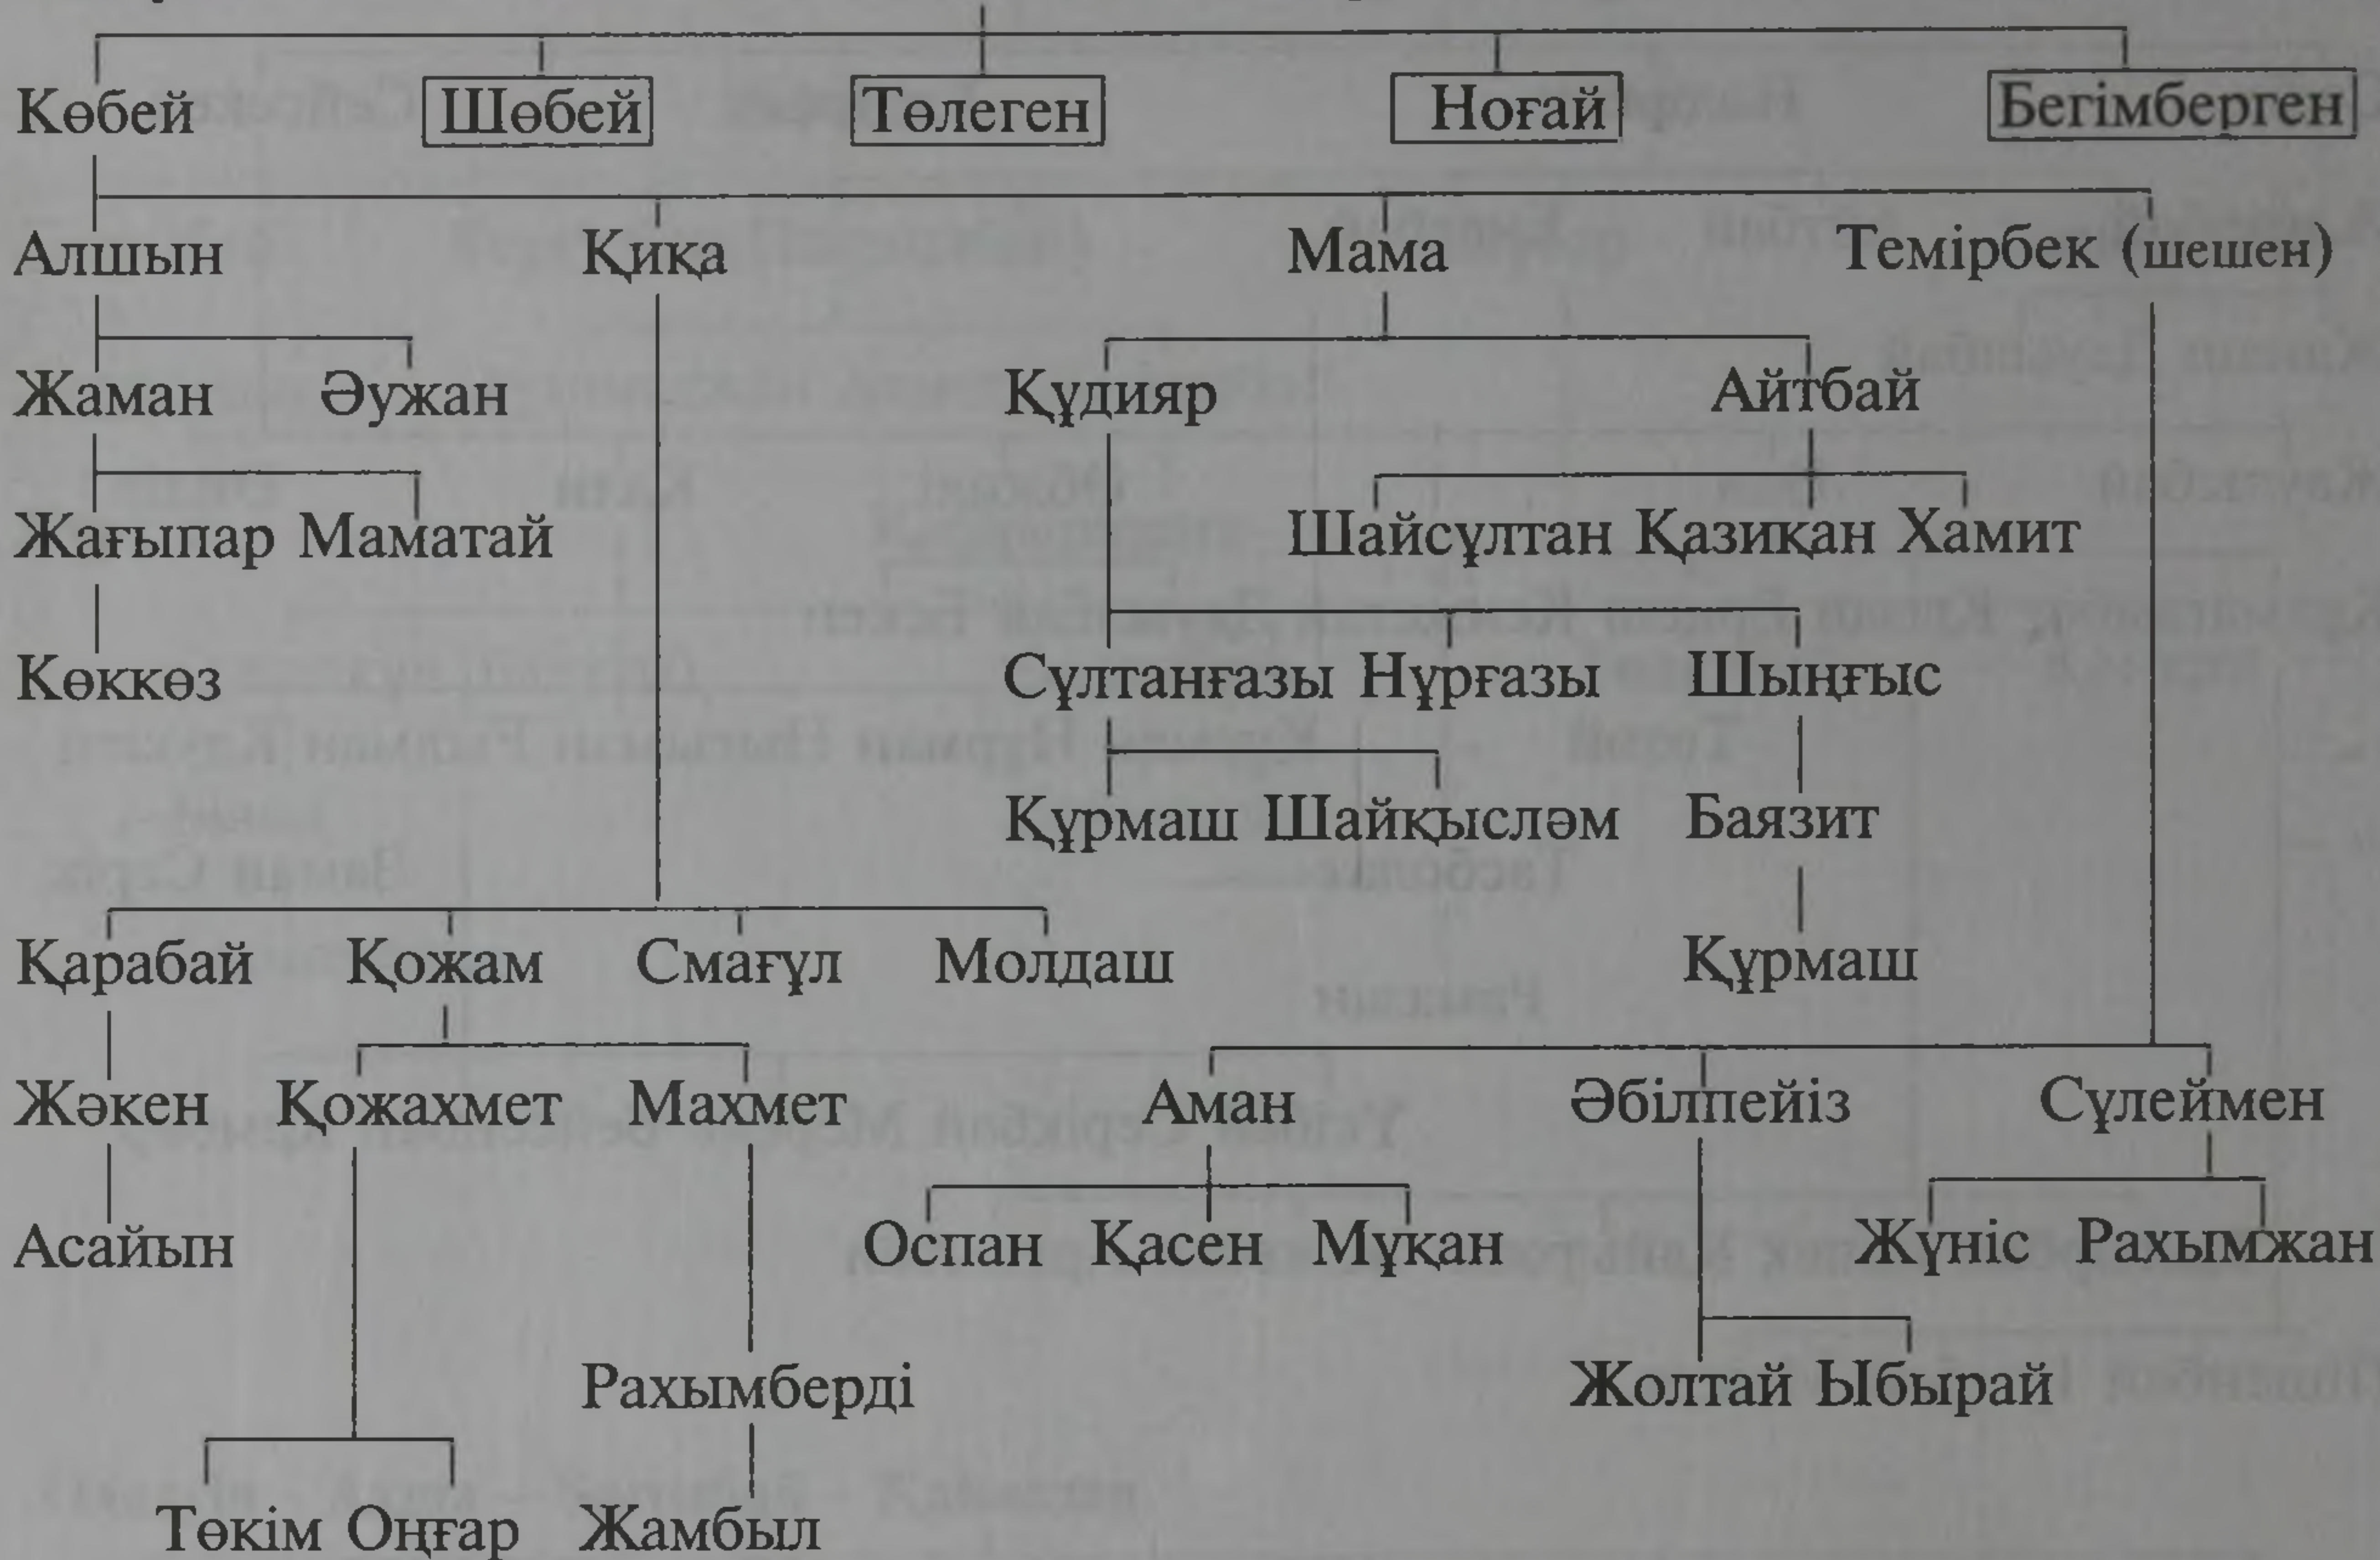 Көбей Шөбей Төлеген Ноғай Бегімберген
Алшын Қиқа Мама Темірбек (шешен)
Жаман Әужан Құдияр Айтбай
Жағыпар Маматай Шайсұлтан Қазиқан Хамит
Көккөз Сұлтанғазы Нұрғазы Шыңғыс
Құрмаш Шайқысләм Баязит
Қарабай Қожам Смағұл Молдаш Құрмаш
Жәкен Қожахмет Махмет Аман Әбілпейіз Сұлеймен
Асайын Оспан Қасен Мұқан Жүніс Рахымжан
Рахымберді Жолтай Ыбырай
Төкім Оңғар Жамбыл